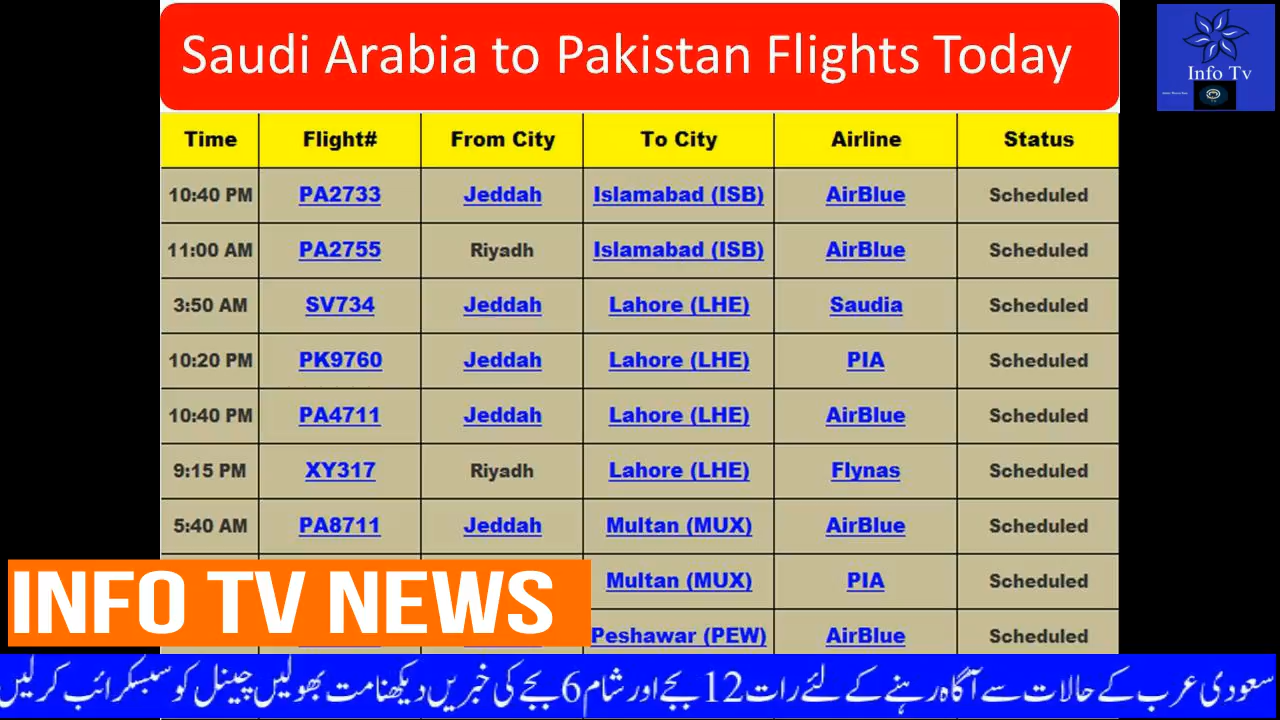 Saudi Arabia to Pakistan Flights Today
Info Tv
Time Flight# From City To City Airline Status
10:40 PM PA2733 Jeddah Islamabad (ISB) AirBlue Scheduled
11:00 AM PA2755 Riyadh Islamabad (ISB) AirBlue Scheduled
3:50 AM SV734 Jeddah Lahore (LHE) Saudia Scheduled
10:20 PM PK9760 Jeddah Lahore (LHE) PIA Scheduled
10:40 PM PA4711 Jeddah Lahore (LHE) AirBlue Scheduled
9:15 PM XY317 Riyadh Lahore (LHE) Flynas Scheduled
5:40 AM PA8711 Jeddah Multan (MUX) AirBlue Scheduled
Multan (MUX) PIA Scheduled
Peshawar (PEW) AirBlue Scheduled
INFO TV NEWS
سعودی عرب کے حالات سے آگاہ رہنے کے لئے رات 12 بجے اور شام 6 بجے کی خبریں دیکھنا مت بھولیں چینل کو سبسکرائب کرلیں